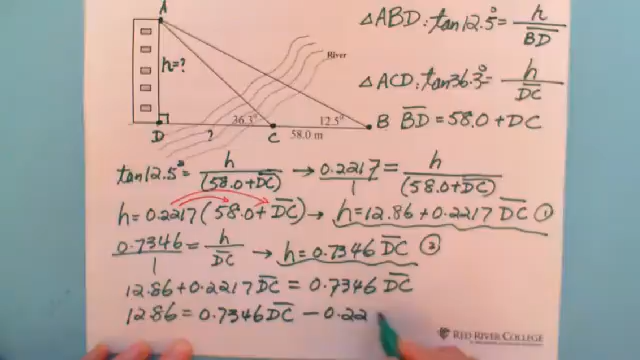 A
△ABD: tan12.5° = h / BD̅
h=?
River
△ACD: tan36.3° = h / DC̅
36.3° 12.5°
B BD̅ = 58.0 + DC
D ? C
58.0 m
tan12.5° = h / (58.0+DC̅) → 0.2217 / 1 = h / (58.0+DC̅)
h = 0.2217 (58.0+DC̅) → h = 12.86 + 0.2217 DC̅ ①
0.7346 / 1 = h / DC̅ → h = 0.7346 DC̅ ②
12.86 + 0.2217 DC̅ = 0.7346 DC̅
12.86 = 0.7346 DC̅ − 0.22
RED RIVER COLLEGE